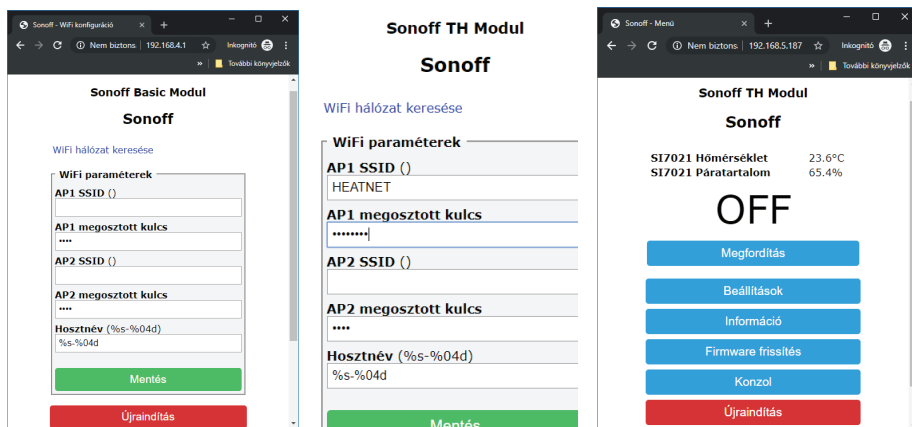 Sonoff - WiFi konfiguráció
Nem biztons | 192.168.4.1
Inkognitó
»
További könyvjelzők
Sonoff Basic Modul
Sonoff
WiFi hálózat keresése
WiFi paraméterek
AP1 SSID ()
AP1 megosztott kulcs
••••
AP2 SSID ()
AP2 megosztott kulcs
••••
Hosztnév (%s-%04d)
%s-%04d
Mentés
Újraindítás
Sonoff TH Modul
Sonoff
WiFi hálózat keresése
WiFi paraméterek
AP1 SSID ()
HEATNET
AP1 megosztott kulcs
••••••••
AP2 SSID ()
AP2 megosztott kulcs
••••
Hosztnév (%s-%04d)
%s-%04d
Mentés
Sonoff - Menü
Nem biztons | 192.168.5.187
Inkognitó
»
További könyvjelzők
Sonoff TH Modul
Sonoff
SI7021 Hőmérséklet 23.6°C
SI7021 Páratartalom 65.4%
OFF
Megfordítás
Beállítások
Információ
Firmware frissítés
Konzol
Újraindítás